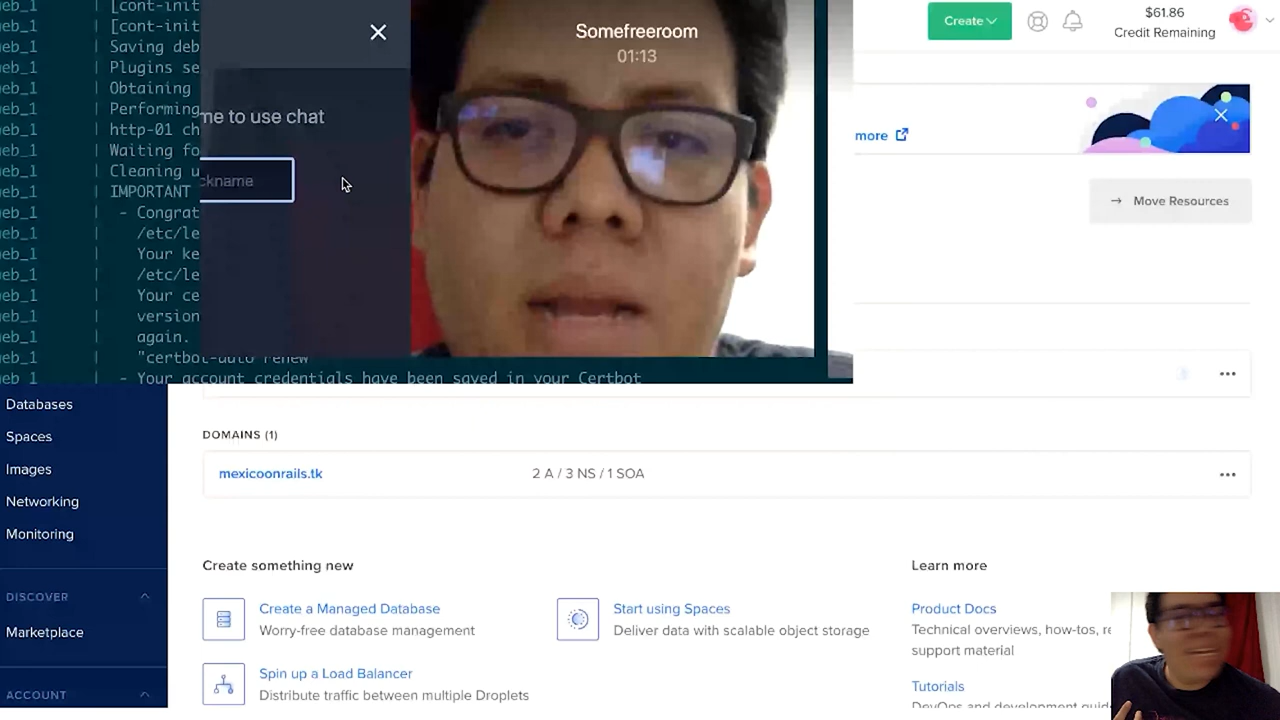 eb_1 | [cont-init
eb_1 | [cont-init
eb_1 | Saving deb
eb_1 | Plugins se
eb_1 | Obtaining
eb_1 | Performing
eb_1 | http-01 ch
eb_1 | Waiting fo
eb_1 | Cleaning u
eb_1 | IMPORTANT
eb_1 | - Congrat
eb_1 | /etc/le
eb_1 | Your ke
eb_1 | /etc/le
eb_1 | Your ce
eb_1 | version
eb_1 | again.
eb_1 | "certbot-auto renew
eb_1 | - Your account credentials have been saved in your Certbot
me to use chat
ckname
Somefreeroom
01:13
Create
$61.86
Credit Remaining
more
→ Move Resources
Databases
Spaces
Images
Networking
Monitoring
DISCOVER
Marketplace
ACCOUNT
DOMAINS (1)
mexicoonrails.tk 2 A / 3 NS / 1 SOA
Create something new
Create a Managed Database
Worry-free database management
Start using Spaces
Deliver data with scalable object storage
Spin up a Load Balancer
Distribute traffic between multiple Droplets
Learn more
Product Docs
Technical overviews, how-tos, re
support material
Tutorials
DevOps and development guid